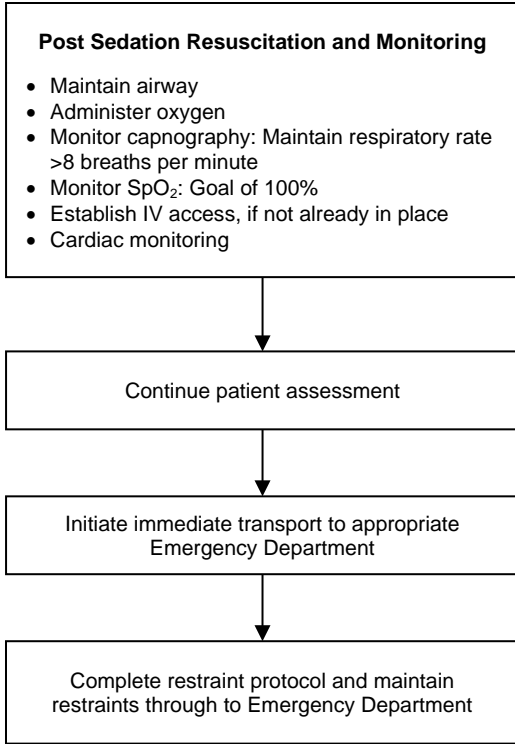 Post Sedation Resuscitation and Monitoring
• Maintain airway
• Administer oxygen
• Monitor capnography: Maintain respiratory rate
>8 breaths per minute
• Monitor SpO₂: Goal of 100%
• Establish IV access, if not already in place
• Cardiac monitoring
Continue patient assessment
Initiate immediate transport to appropriate
Emergency Department
Complete restraint protocol and maintain
restraints through to Emergency Department